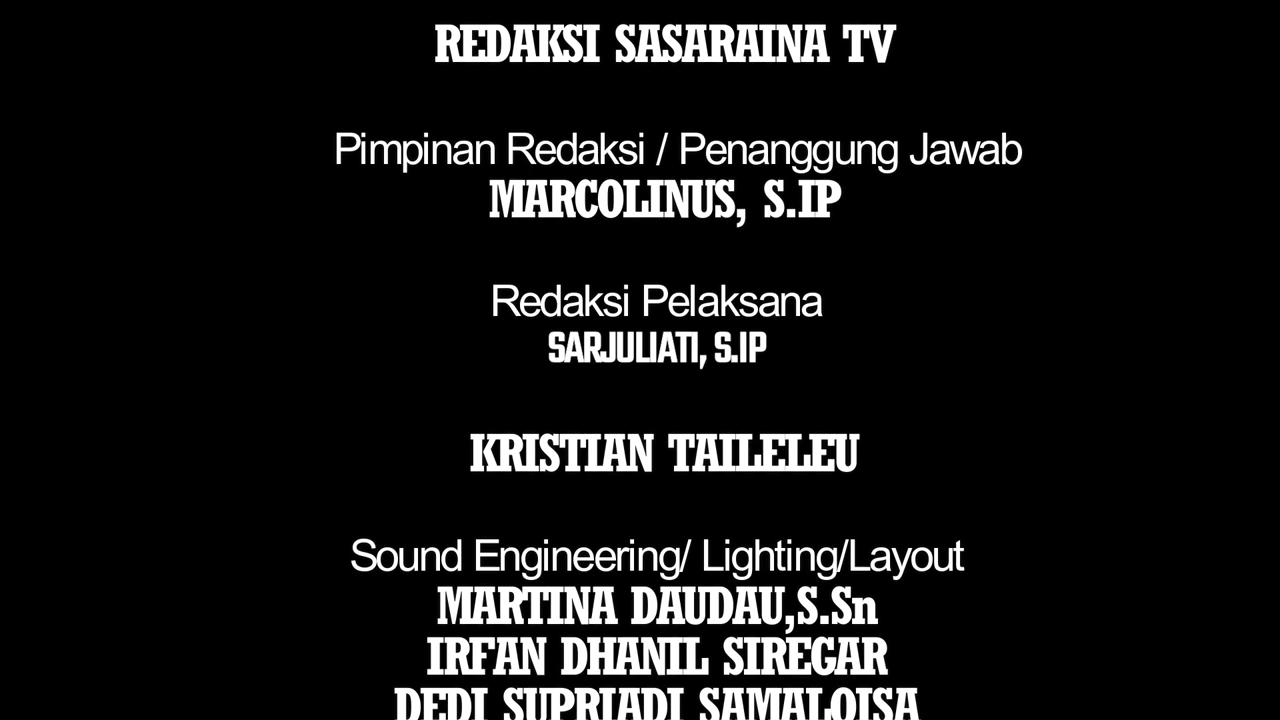 REDAKSI SASARAINA TV
Pimpinan Redaksi / Penanggung Jawab
MARCOLINUS, S.IP
Redaksi Pelaksana
SARJULIATI, S.IP
KRISTIAN TAILELEU
Sound Engineering/ Lighting/Layout
MARTINA DAUDAU,S.Sn
IRFAN DHANIL SIREGAR
DEDI SUPRIADI SAMALOISA